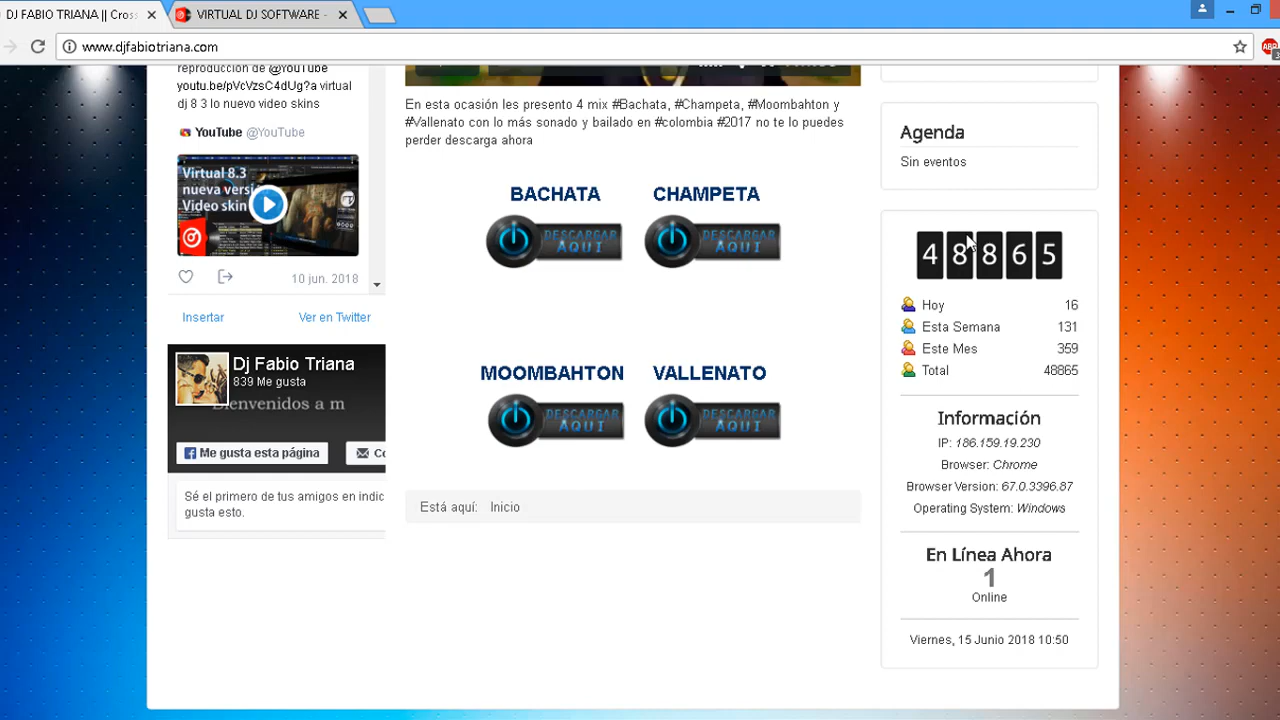 DJ FABIO TRIANA || Cros
VIRTUAL DJ SOFTWARE -
www.djfabiotriana.com
ABP
reproducción de @YouTube
youtu.be/pVcVzsC4dUg?a virtual
dj 8 3 lo nuevo video skins
YouTube @YouTube
Virtual 8.3
nueva versi
Video skin
10 jun. 2018
Insertar
Ver en Twitter
Dj Fabio Triana
839 Me gusta
Bienvenidos a m
Me gusta esta página
Co
Sé el primero de tus amigos en indic
gusta esto.
En esta ocasión les presento 4 mix #Bachata, #Champeta, #Moombahton y
#Vallenato con lo más sonado y bailado en #colombia #2017 no te lo puedes
perder descarga ahora
BACHATA
CHAMPETA
DESCARGAR
AQUI
DESCARGAR
AQUI
MOOMBAHTON
VALLENATO
DESCARGAR
AQUI
DESCARGAR
AQUI
Está aquí: Inicio
Agenda
Sin eventos
48865
Hoy 16
Esta Semana 131
Este Mes 359
Total 48865
Información
IP: 186.159.19.230
Browser: Chrome
Browser Version: 67.0.3396.87
Operating System: Windows
En Línea Ahora
1
Online
Viernes, 15 Junio 2018 10:50